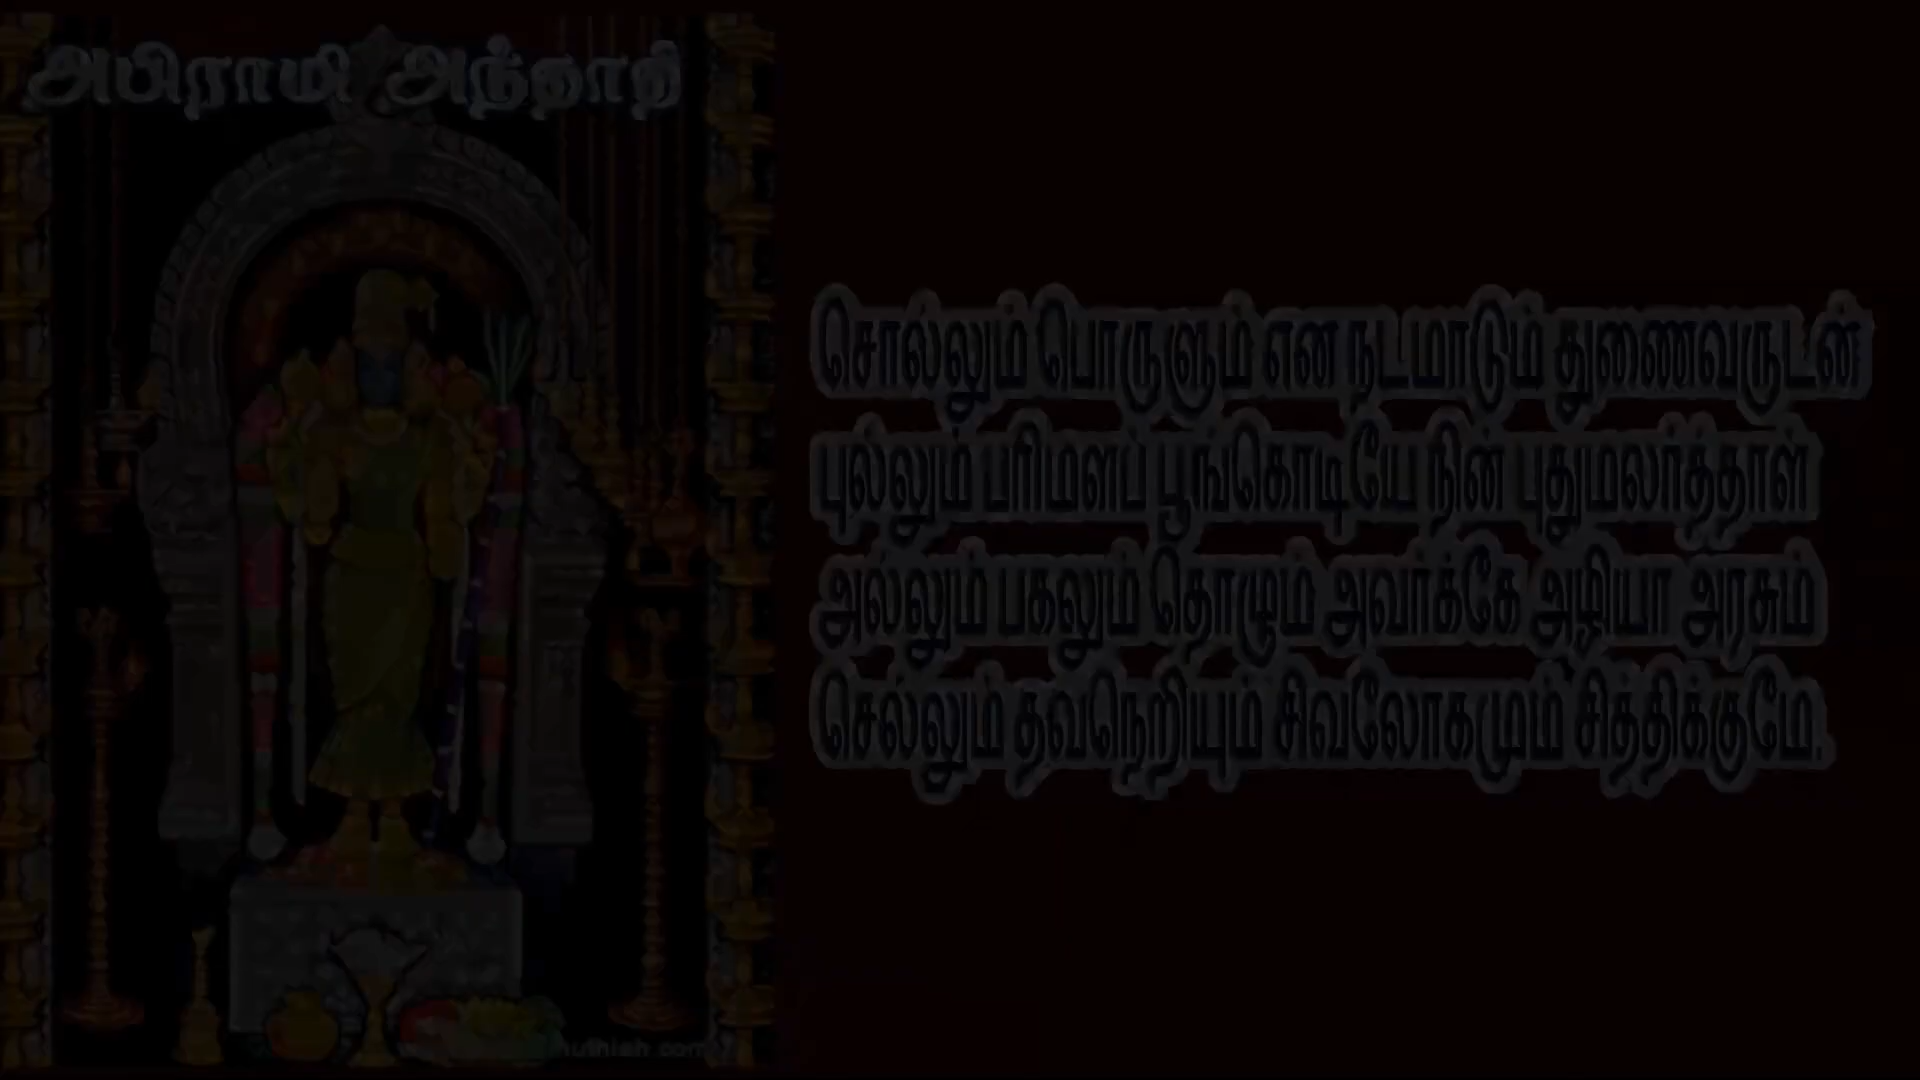 அபிராமி அந்தாதி
சொல்லும் பொருளும் என நடமாடும் துணைவருடன்
புல்லும் பரிமளப் பூங்கொடியே நின் புதுமலர்த்தாள்
அல்லும் பகலும் தொழும் அவர்க்கே அழியா அரசும்
செல்லும் தவநெறியும் சிவலோகமும் சித்திக்குமே.